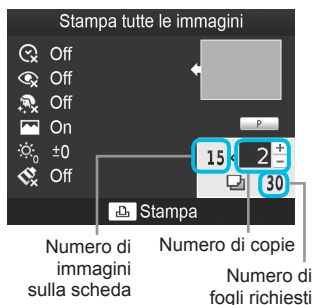 Stampa tutte le immagini
Off
Off
Off
On
±0
Off
P
15 2 + -
30
Stampa
Numero di immagini sulla scheda
Numero di copie
Numero di fogli richiesti